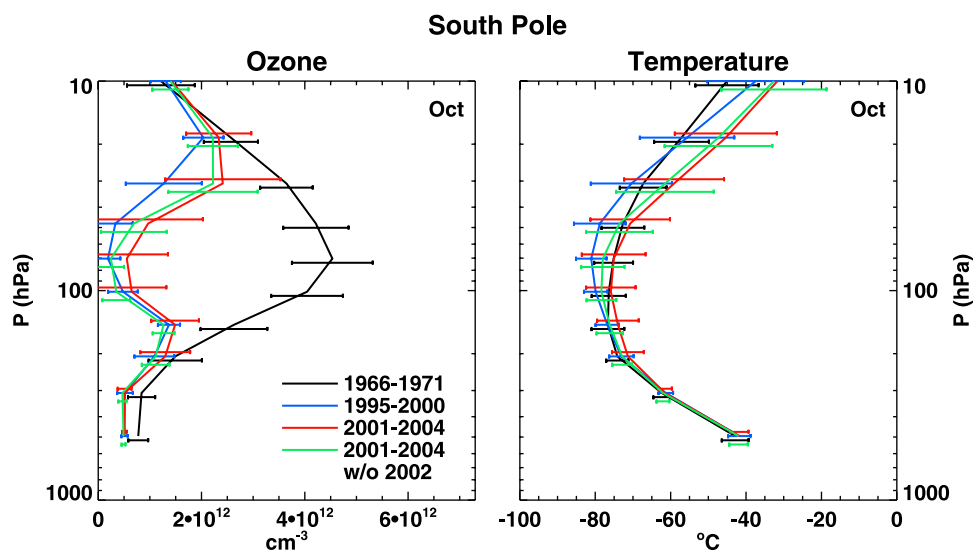 South Pole
Ozone
Temperature
10
Oct
P (hPa)
100
1000
1966-1971
1995-2000
2001-2004
2001-2004
w/o 2002
0
2•10¹²
4•10¹²
6•10¹²
cm⁻³
Oct
10
100
1000
P (hPa)
-100
-80
-60
-40
-20
0
°C